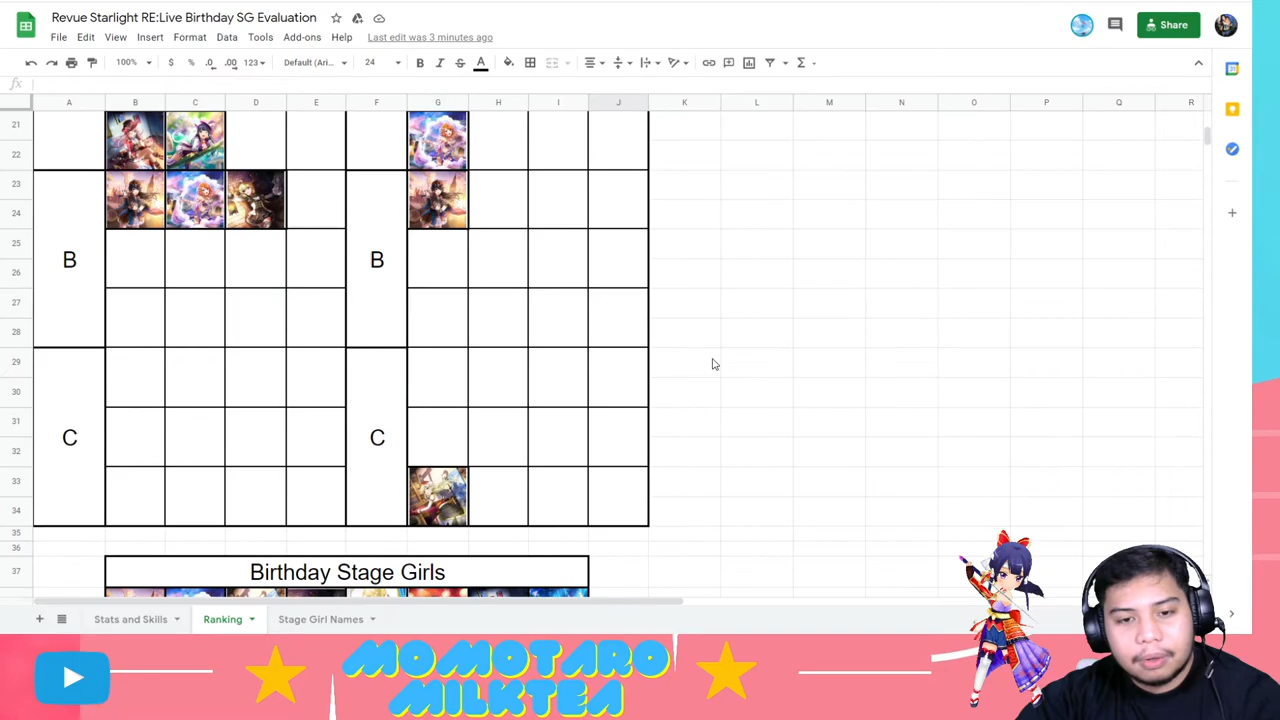 Revue Starlight RE:Live Birthday SG Evaluation
File Edit View Insert Format Data Tools Add-ons Help Last edit was 3 minutes ago
Share
100% $ % .0 .00 123 Default (Ari... 24 B I S A
fx
A B C D E F G H I J K L M N O P Q R
21
22
23
24
25
26
27
28
29
30
31
32
33
34
35
36
37
B B
C C
Birthday Stage Girls
Stats and Skills Ranking Stage Girl Names
MOMOTARO
MILKTEA